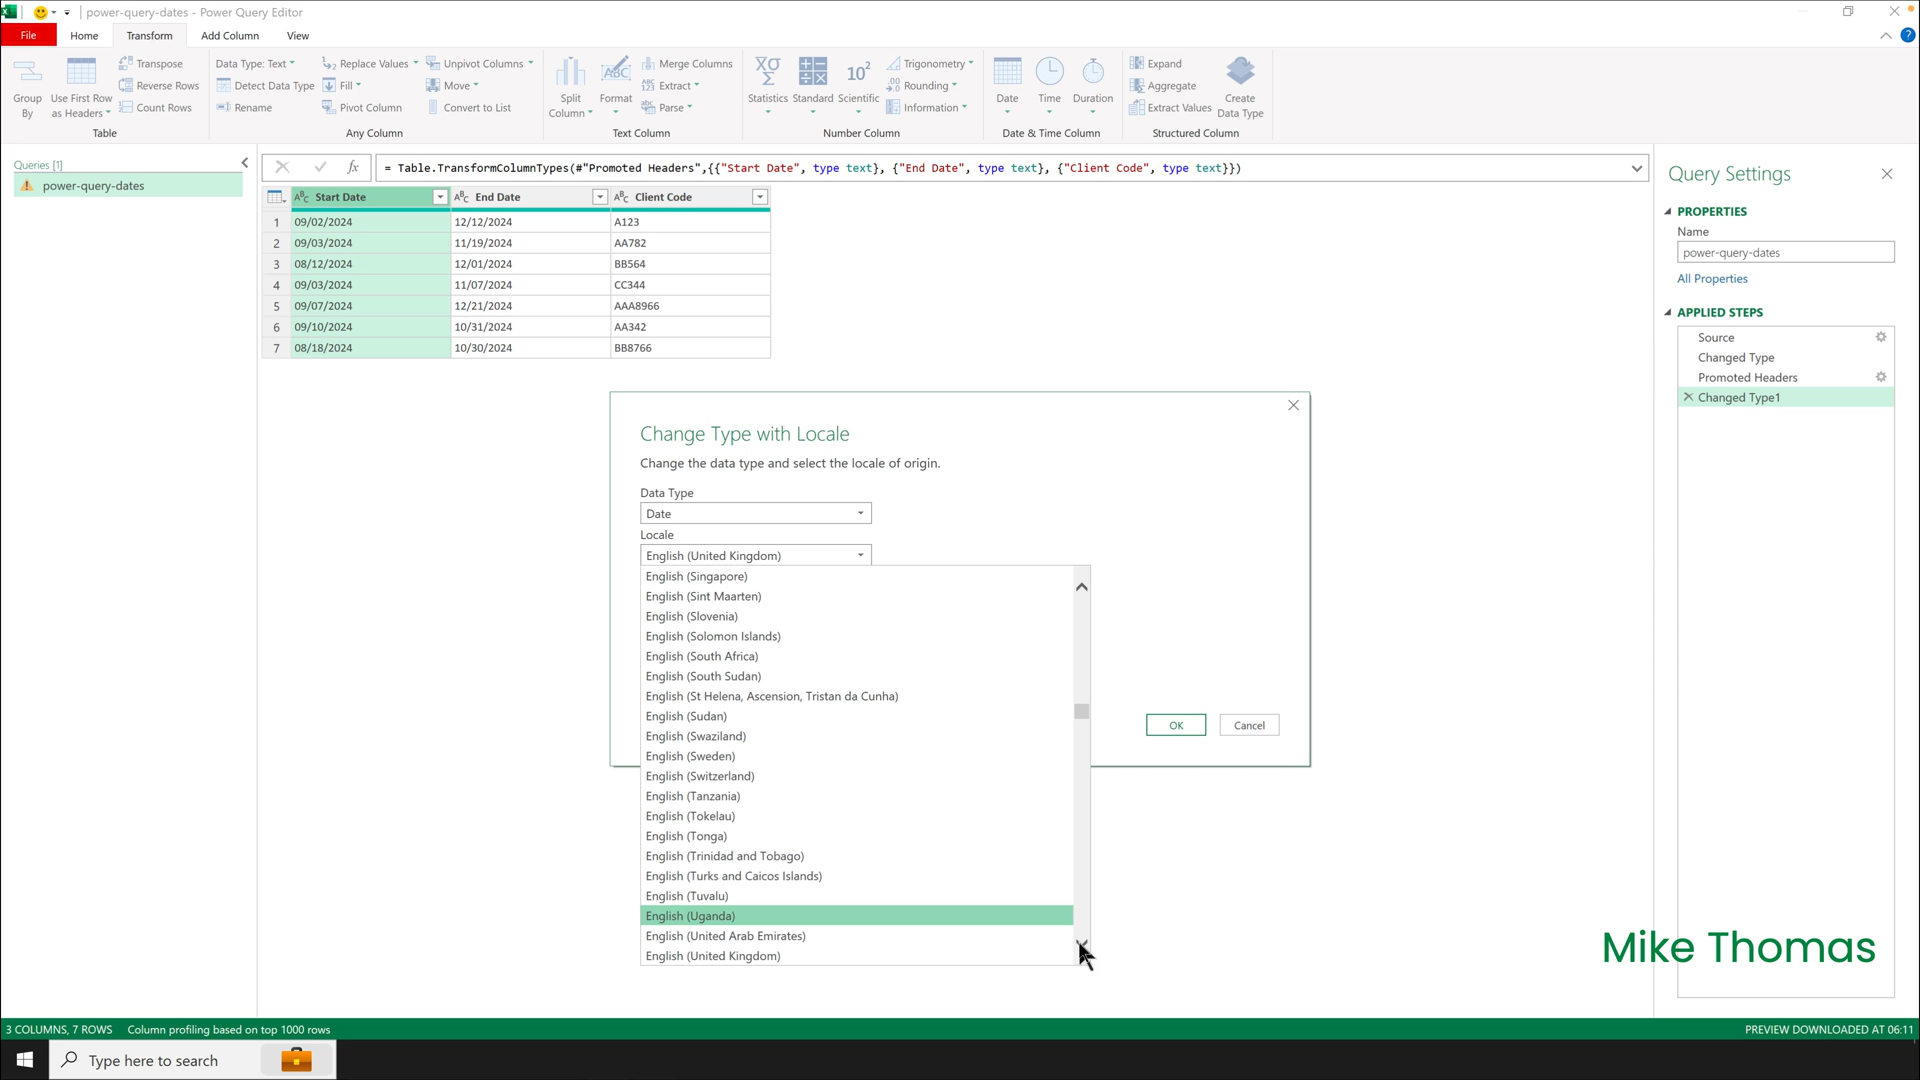 power-query-dates - Power Query Editor
File Home Transform Add Column View
Group By
Use First Row as Headers
Transpose
Reverse Rows
Count Rows
Table
Data Type: Text
Detect Data Type
Rename
Replace Values
Fill
Pivot Column
Unpivot Columns
Move
Convert to List
Any Column
Split Column
Format
Merge Columns
Extract
Parse
Text Column
Statistics
Standard
Scientific
Trigonometry
Rounding
Information
Number Column
Date
Time
Duration
Date & Time Column
Expand
Aggregate
Extract Values
Create Data Type
Structured Column
Queries [1]
power-query-dates
fx
= Table.TransformColumnTypes(#"Promoted Headers",{{"Start Date", type text}, {"End Date", type text}, {"Client Code", type text}})
Start Date End Date Client Code
1 09/02/2024 12/12/2024 A123
2 09/03/2024 11/19/2024 AA782
3 08/12/2024 12/01/2024 BB564
4 09/03/2024 11/07/2024 CC344
5 09/07/2024 12/21/2024 AAA8966
6 09/10/2024 10/31/2024 AA342
7 08/18/2024 10/30/2024 BB8766
Change Type with Locale
Change the data type and select the locale of origin.
Data Type
Date
Locale
English (United Kingdom)
English (Singapore)
English (Sint Maarten)
English (Slovenia)
English (Solomon Islands)
English (South Africa)
English (South Sudan)
English (St Helena, Ascension, Tristan da Cunha)
English (Sudan)
English (Swaziland)
English (Sweden)
English (Switzerland)
English (Tanzania)
English (Tokelau)
English (Tonga)
English (Trinidad and Tobago)
English (Turks and Caicos Islands)
English (Tuvalu)
English (Uganda)
English (United Arab Emirates)
English (United Kingdom)
OK Cancel
Query Settings
PROPERTIES
Name
power-query-dates
All Properties
APPLIED STEPS
Source
Changed Type
Promoted Headers
Changed Type1
Mike Thomas
3 COLUMNS, 7 ROWS Column profiling based on top 1000 rows
PREVIEW DOWNLOADED AT 06:11
Type here to search